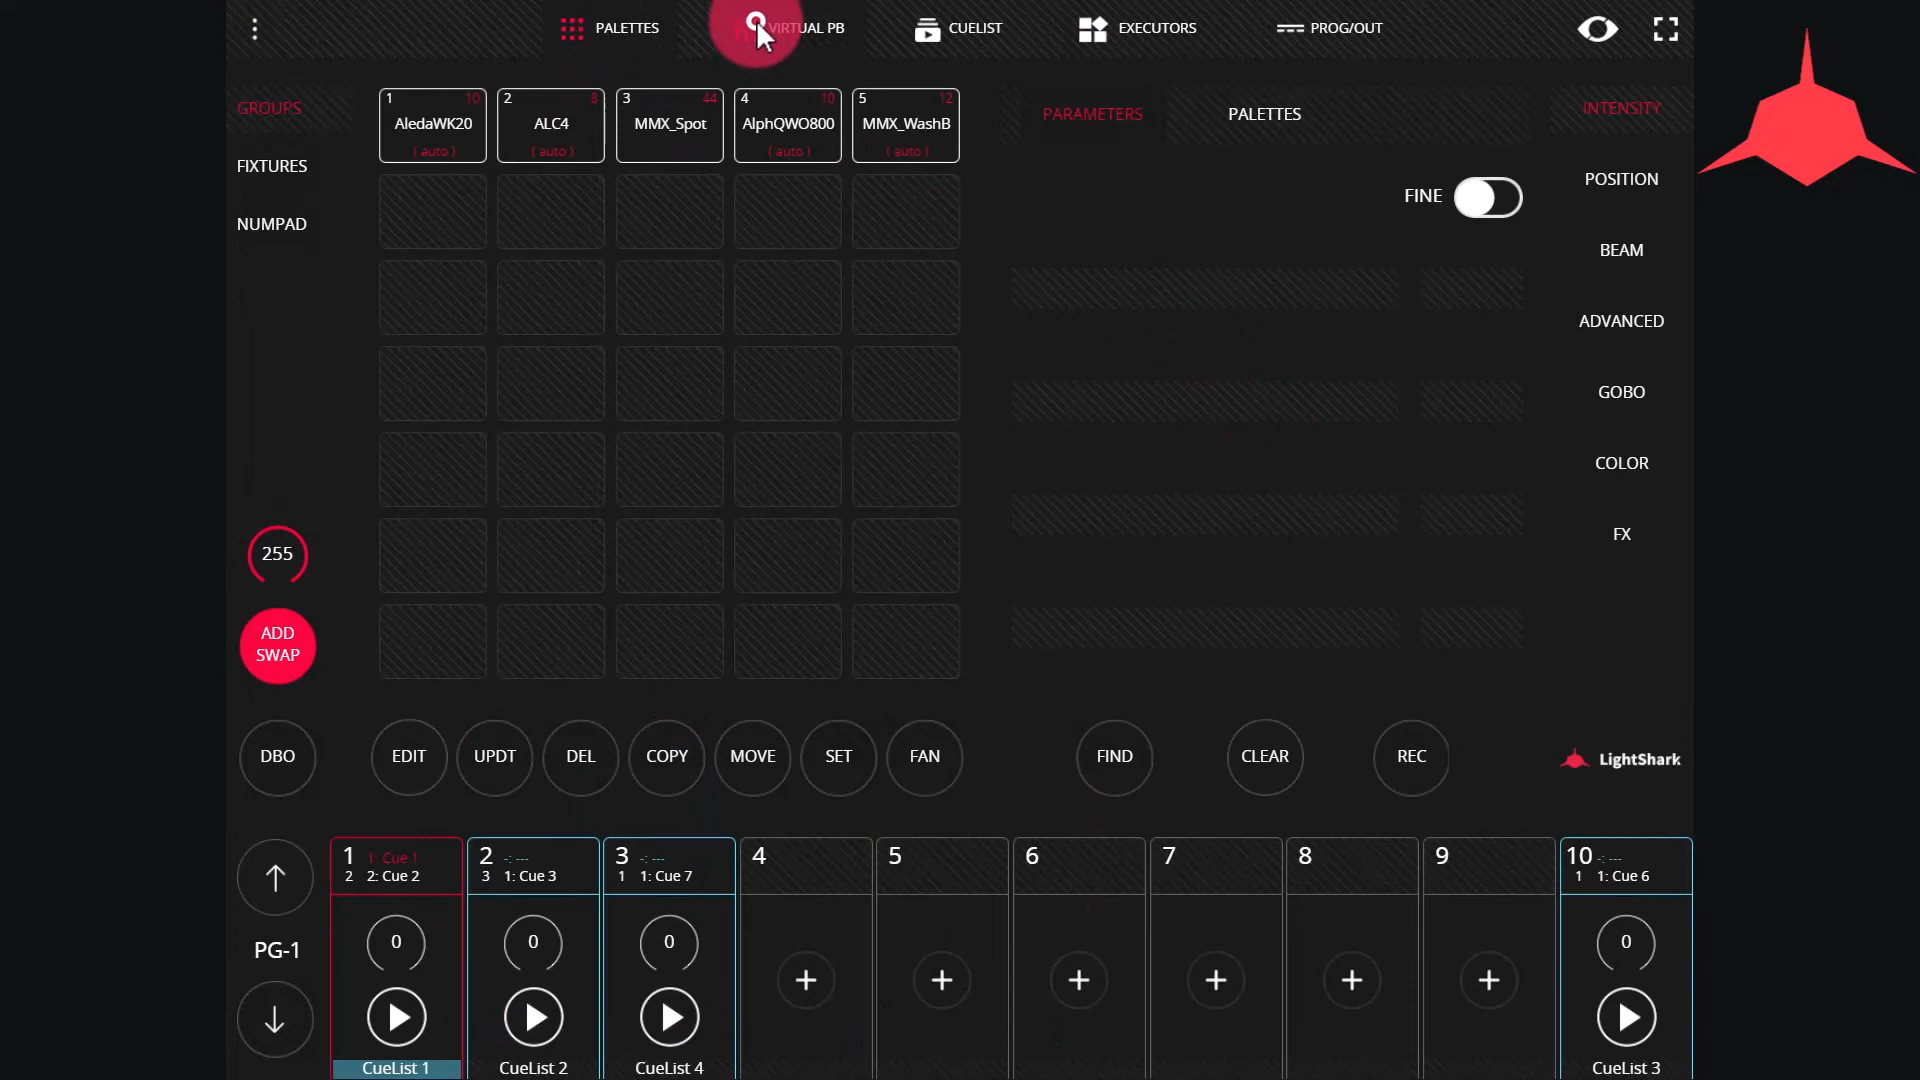 PALETTES
VIRTUAL PB
CUELIST
EXECUTORS
PROG/OUT
GROUPS
FIXTURES
NUMPAD
1 10
AledaWK20
( auto )
2 8
ALC4
( auto )
3 44
MMX_Spot
4 10
AlphQWO800
( auto )
5 12
MMX_WashB
( auto )
PARAMETERS
PALETTES
FINE
INTENSITY
POSITION
BEAM
ADVANCED
GOBO
COLOR
FX
255
ADD
SWAP
DBO
EDIT
UPDT
DEL
COPY
MOVE
SET
FAN
FIND
CLEAR
REC
LightShark
PG-1
1 1: Cue 1
2 2: Cue 2
0
CueList 1
2 -: ---
3 1: Cue 3
0
CueList 2
3 -: ---
1 1: Cue 7
0
CueList 4
4
5
6
7
8
9
10 -: ---
1 1: Cue 6
0
CueList 3